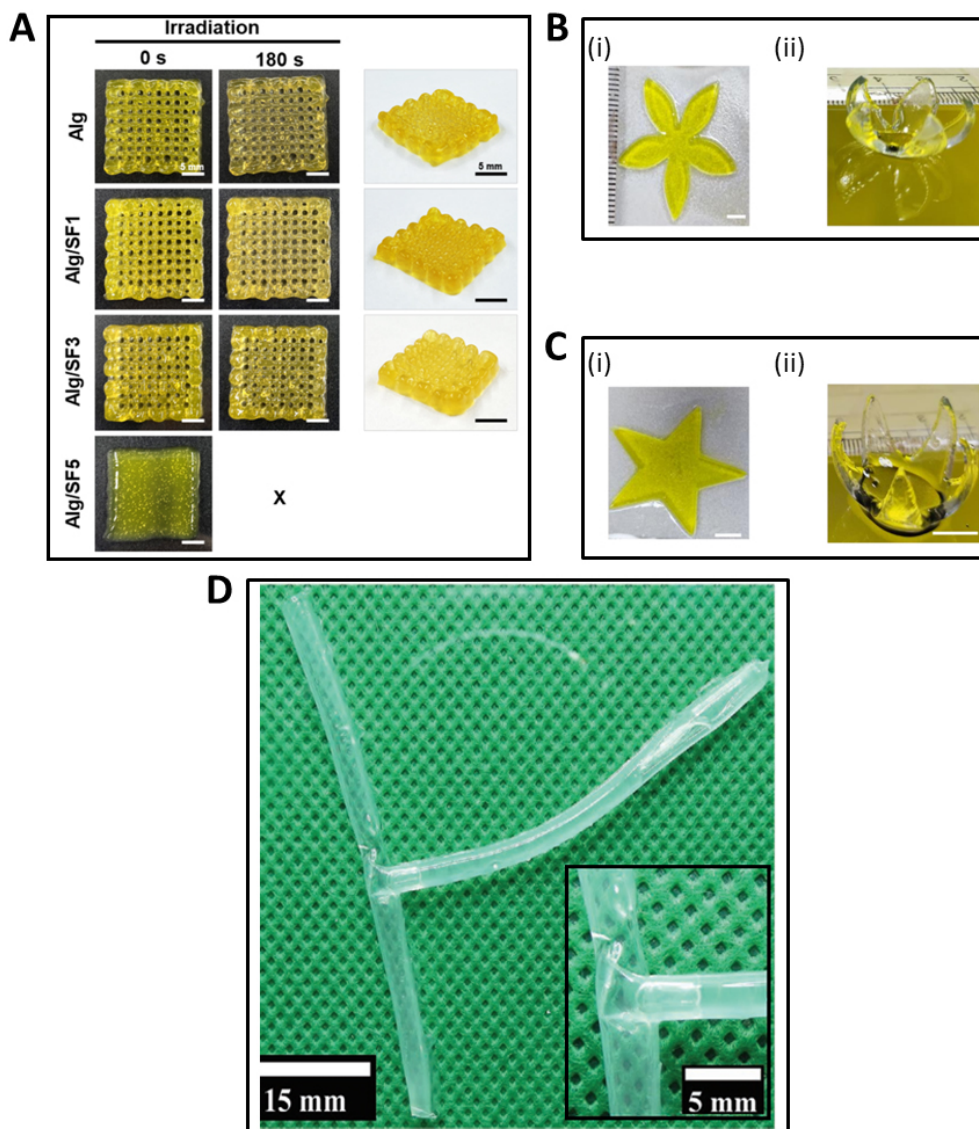 A
Irradiation
0 s 180 s
Alg
5 mm
5 mm
Alg/SF1
Alg/SF3
Alg/SF5
X
B
(i) (ii)
C
(i) (ii)
D
15 mm
5 mm